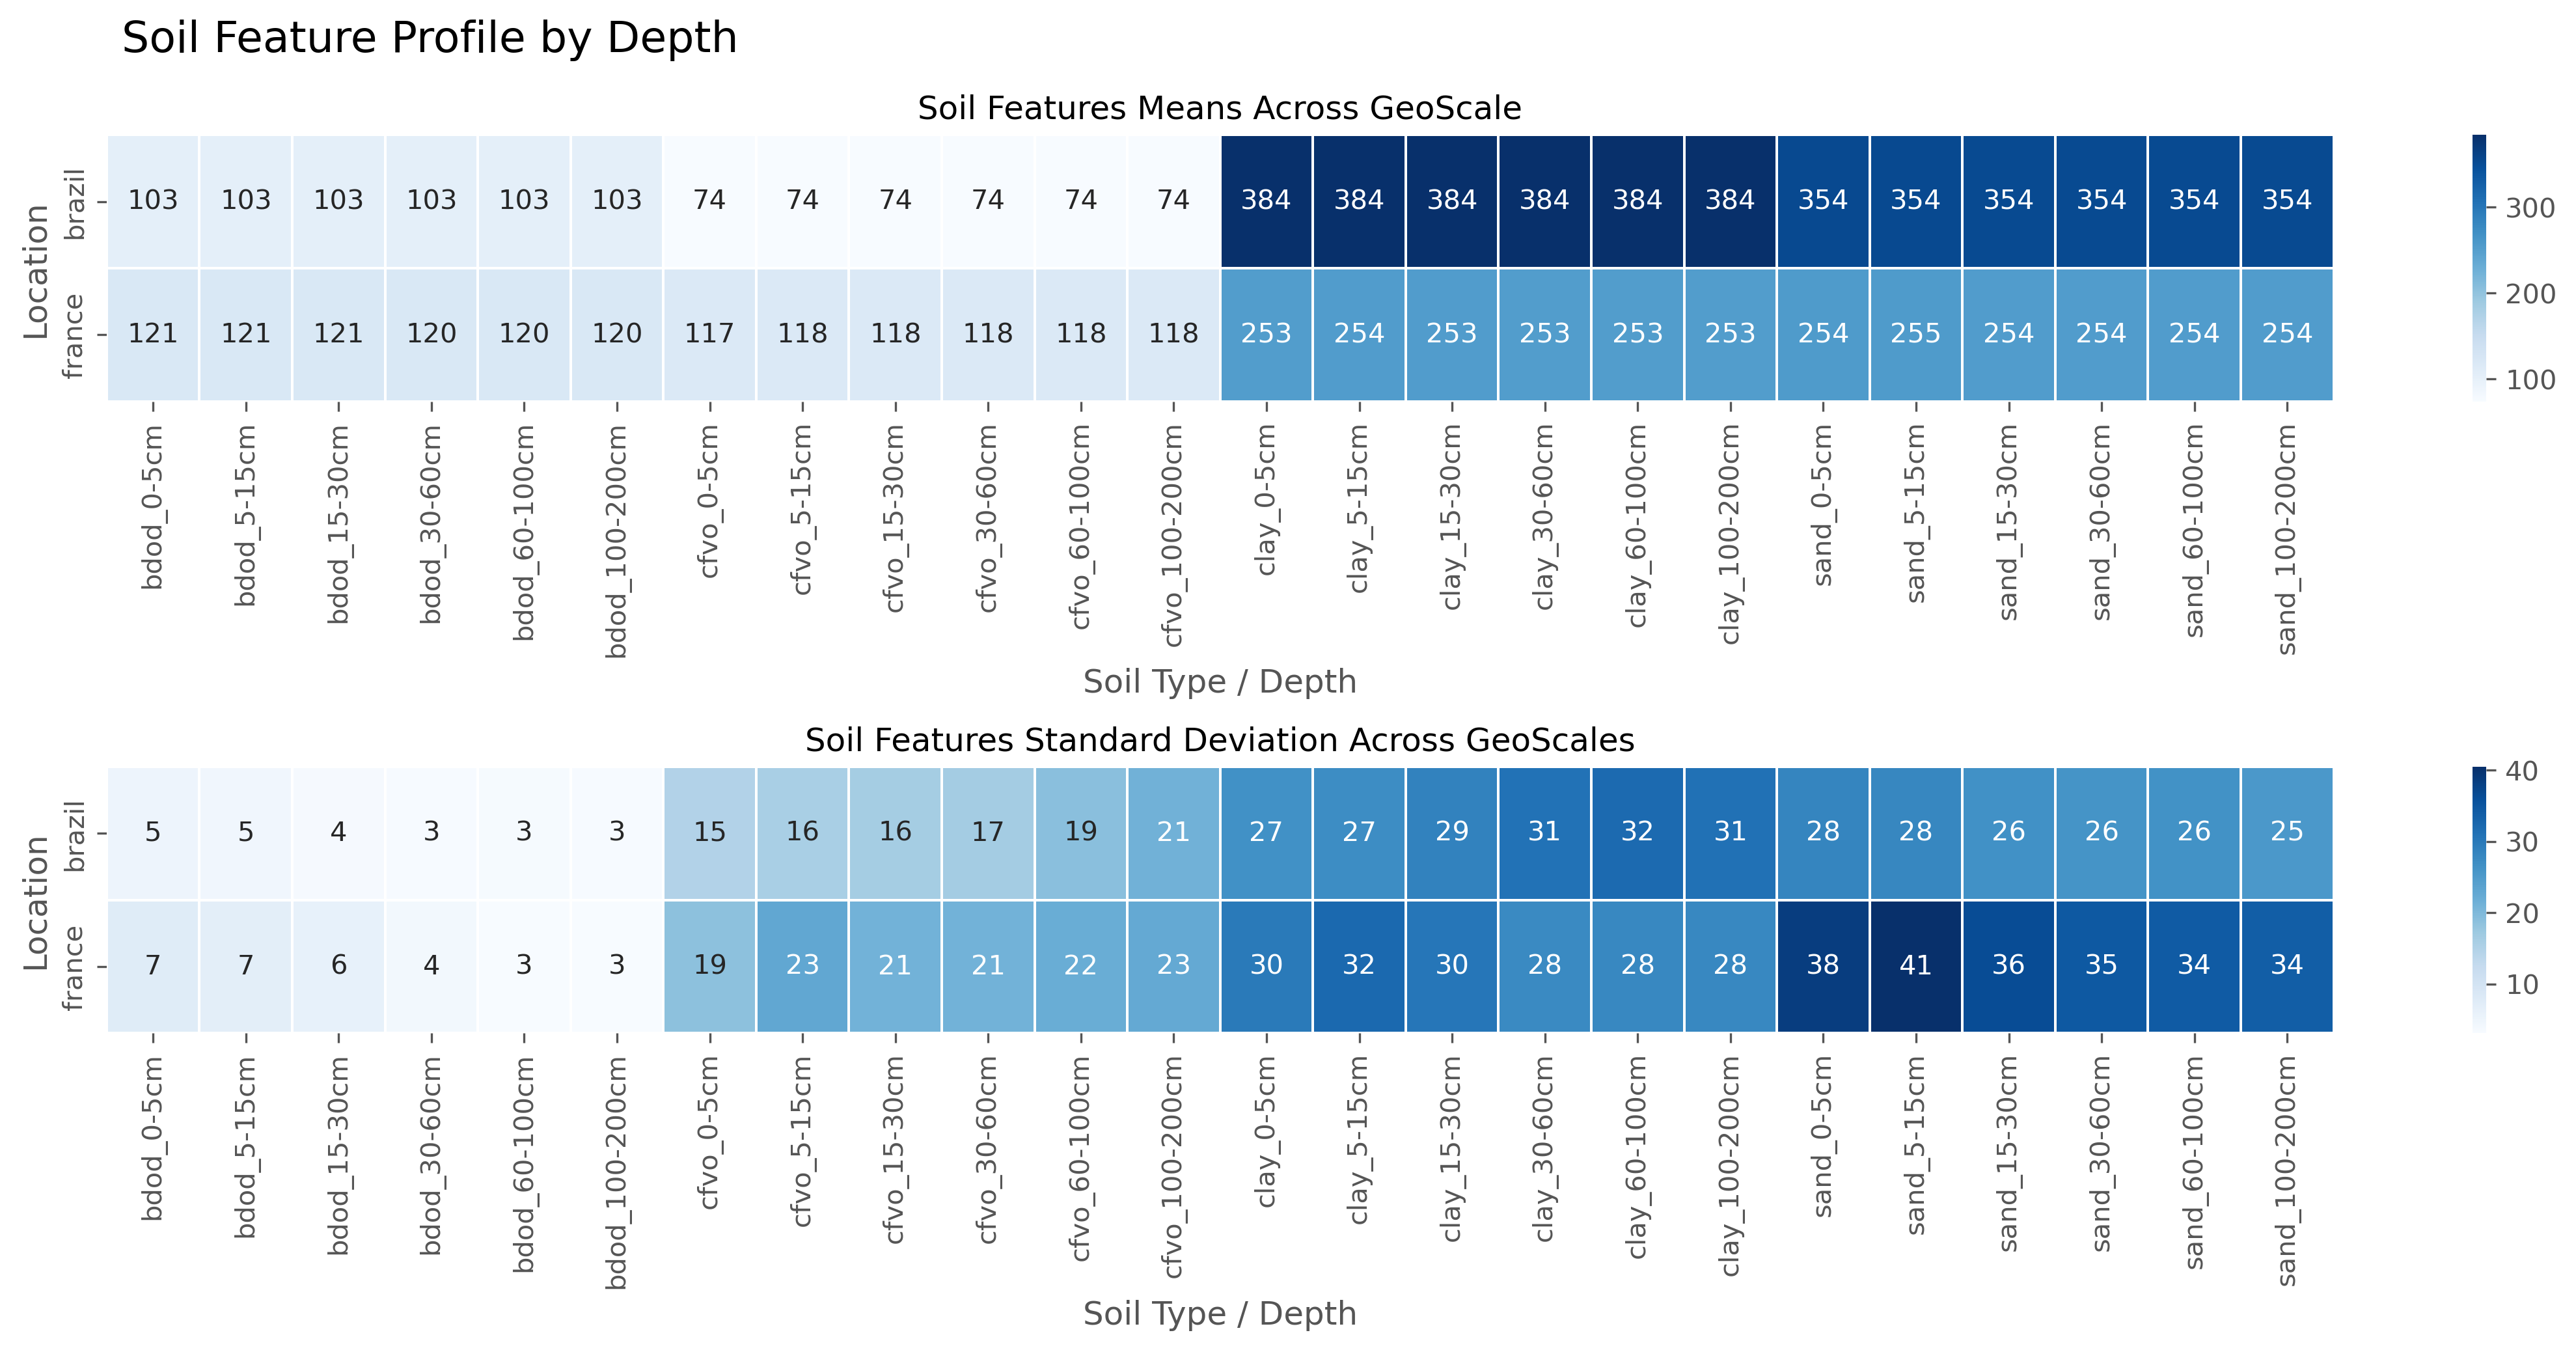 Soil Feature Profile by Depth
Soil Features Means Across GeoScale
Location
brazil
103 103 103 103 103 103 74 74 74 74 74 74 384 384 384 384 384 384 354 354 354 354 354 354
france
121 121 121 120 120 120 117 118 118 118 118 118 253 254 253 253 253 253 254 255 254 254 254 254
300
200
100
bdod_0-5cm
bdod_5-15cm
bdod_15-30cm
bdod_30-60cm
bdod_60-100cm
bdod_100-200cm
cfvo_0-5cm
cfvo_5-15cm
cfvo_15-30cm
cfvo_30-60cm
cfvo_60-100cm
cfvo_100-200cm
clay_0-5cm
clay_5-15cm
clay_15-30cm
clay_30-60cm
clay_60-100cm
clay_100-200cm
sand_0-5cm
sand_5-15cm
sand_15-30cm
sand_30-60cm
sand_60-100cm
sand_100-200cm
Soil Type / Depth
Soil Features Standard Deviation Across GeoScales
Location
brazil
5 5 4 3 3 3 15 16 16 17 19 21 27 27 29 31 32 31 28 28 26 26 26 25
france
7 7 6 4 3 3 19 23 21 21 22 23 30 32 30 28 28 28 38 41 36 35 34 34
40
30
20
10
bdod_0-5cm
bdod_5-15cm
bdod_15-30cm
bdod_30-60cm
bdod_60-100cm
bdod_100-200cm
cfvo_0-5cm
cfvo_5-15cm
cfvo_15-30cm
cfvo_30-60cm
cfvo_60-100cm
cfvo_100-200cm
clay_0-5cm
clay_5-15cm
clay_15-30cm
clay_30-60cm
clay_60-100cm
clay_100-200cm
sand_0-5cm
sand_5-15cm
sand_15-30cm
sand_30-60cm
sand_60-100cm
sand_100-200cm
Soil Type / Depth